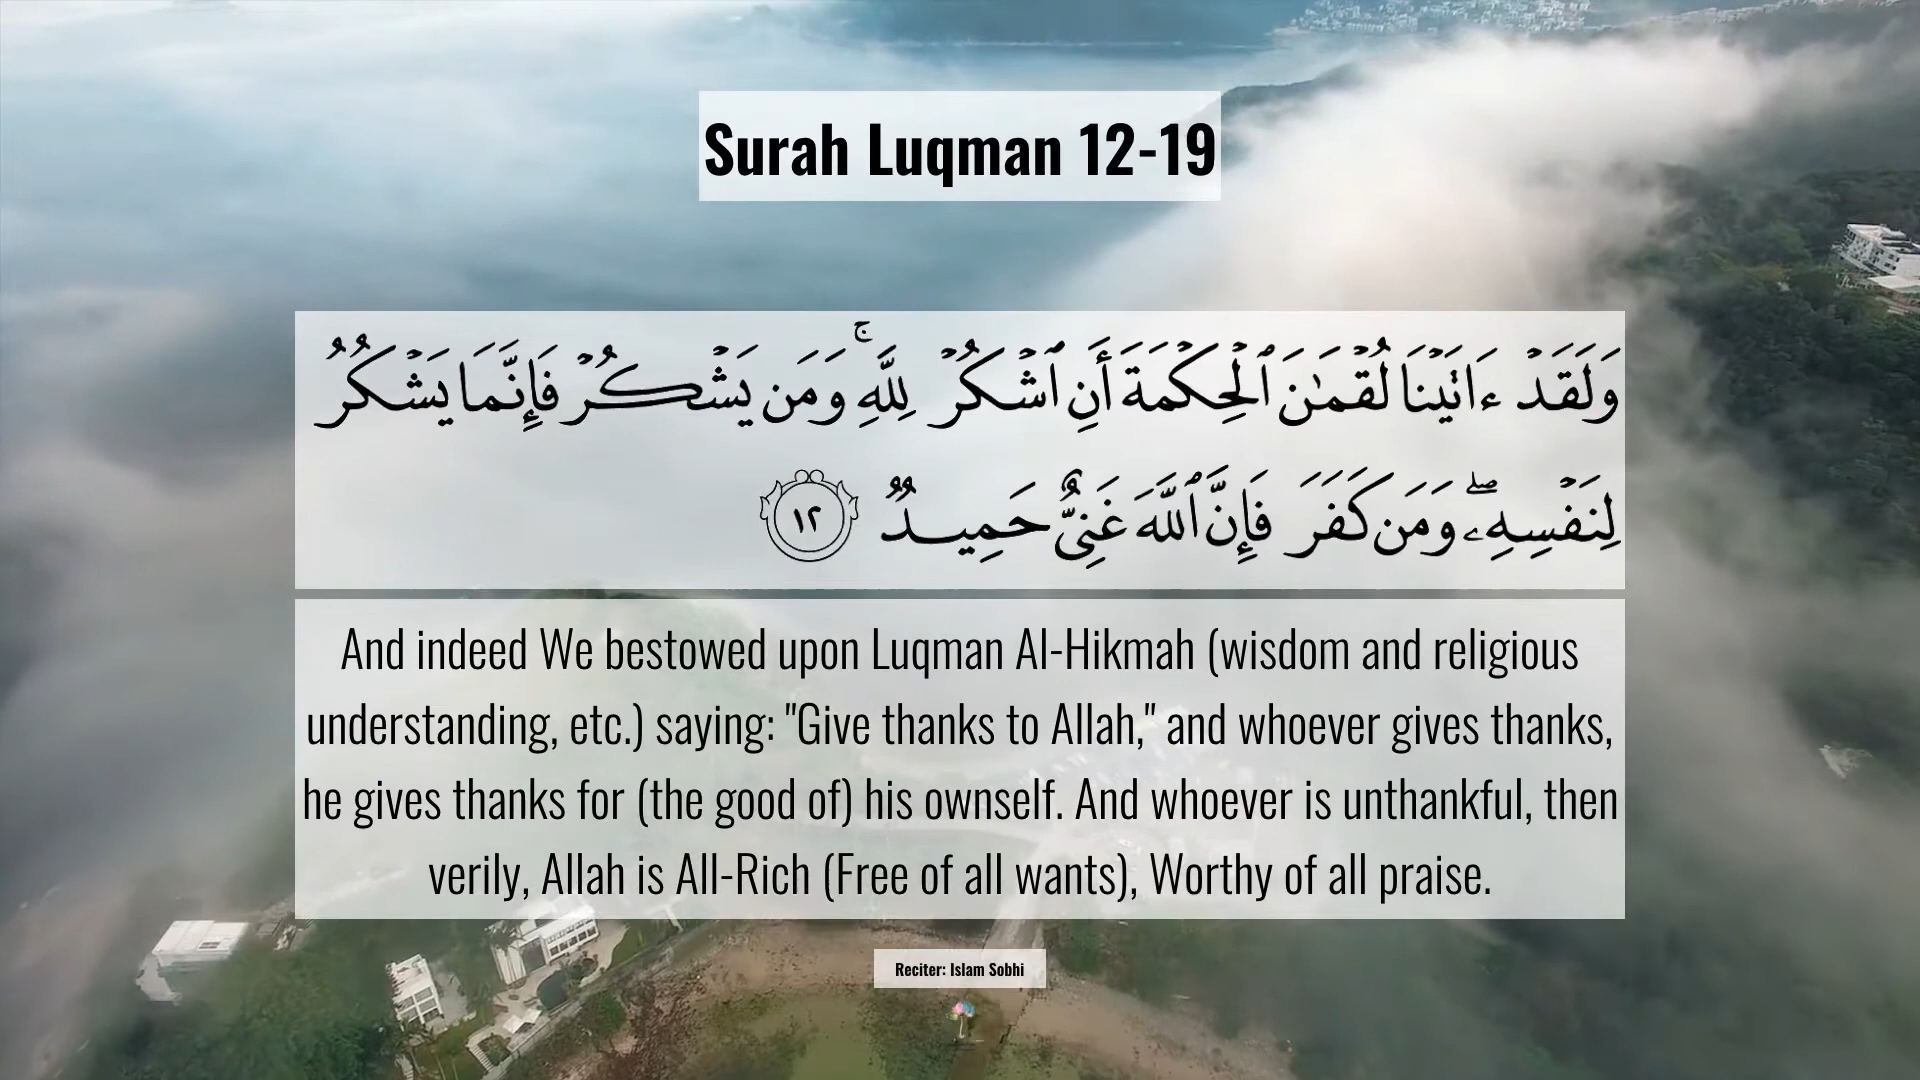 Surah Luqman 12-19
وَلَقَدْ ءَاتَيْنَا لُقْمَـٰنَ ٱلْحِكْمَةَ أَنِ ٱشْكُرْ لِلَّهِ ۚ وَمَن يَشْكُرْ فَإِنَّمَا يَشْكُرُ
لِنَفْسِهِۦ ۖ وَمَن كَفَرَ فَإِنَّ ٱللَّهَ غَنِىٌّ حَمِيدٌ ١٢
And indeed We bestowed upon Luqman Al-Hikmah (wisdom and religious
understanding, etc.) saying: "Give thanks to Allah," and whoever gives thanks,
he gives thanks for (the good of) his ownself. And whoever is unthankful, then
verily, Allah is All-Rich (Free of all wants), Worthy of all praise.
Reciter: Islam Sobhi